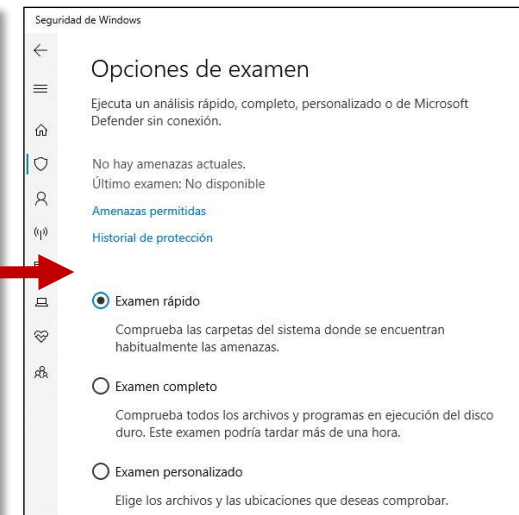 Seguridad de Windows
Opciones de examen
Ejecuta un análisis rápido, completo, personalizado o de Microsoft
Defender sin conexión.
No hay amenazas actuales.
Último examen: No disponible
Amenazas permitidas
Historial de protección
Examen rápido
Comprueba las carpetas del sistema donde se encuentran
habitualmente las amenazas.
Examen completo
Comprueba todos los archivos y programas en ejecución del disco
duro. Este examen podría tardar más de una hora.
Examen personalizado
Elige los archivos y las ubicaciones que deseas comprobar.